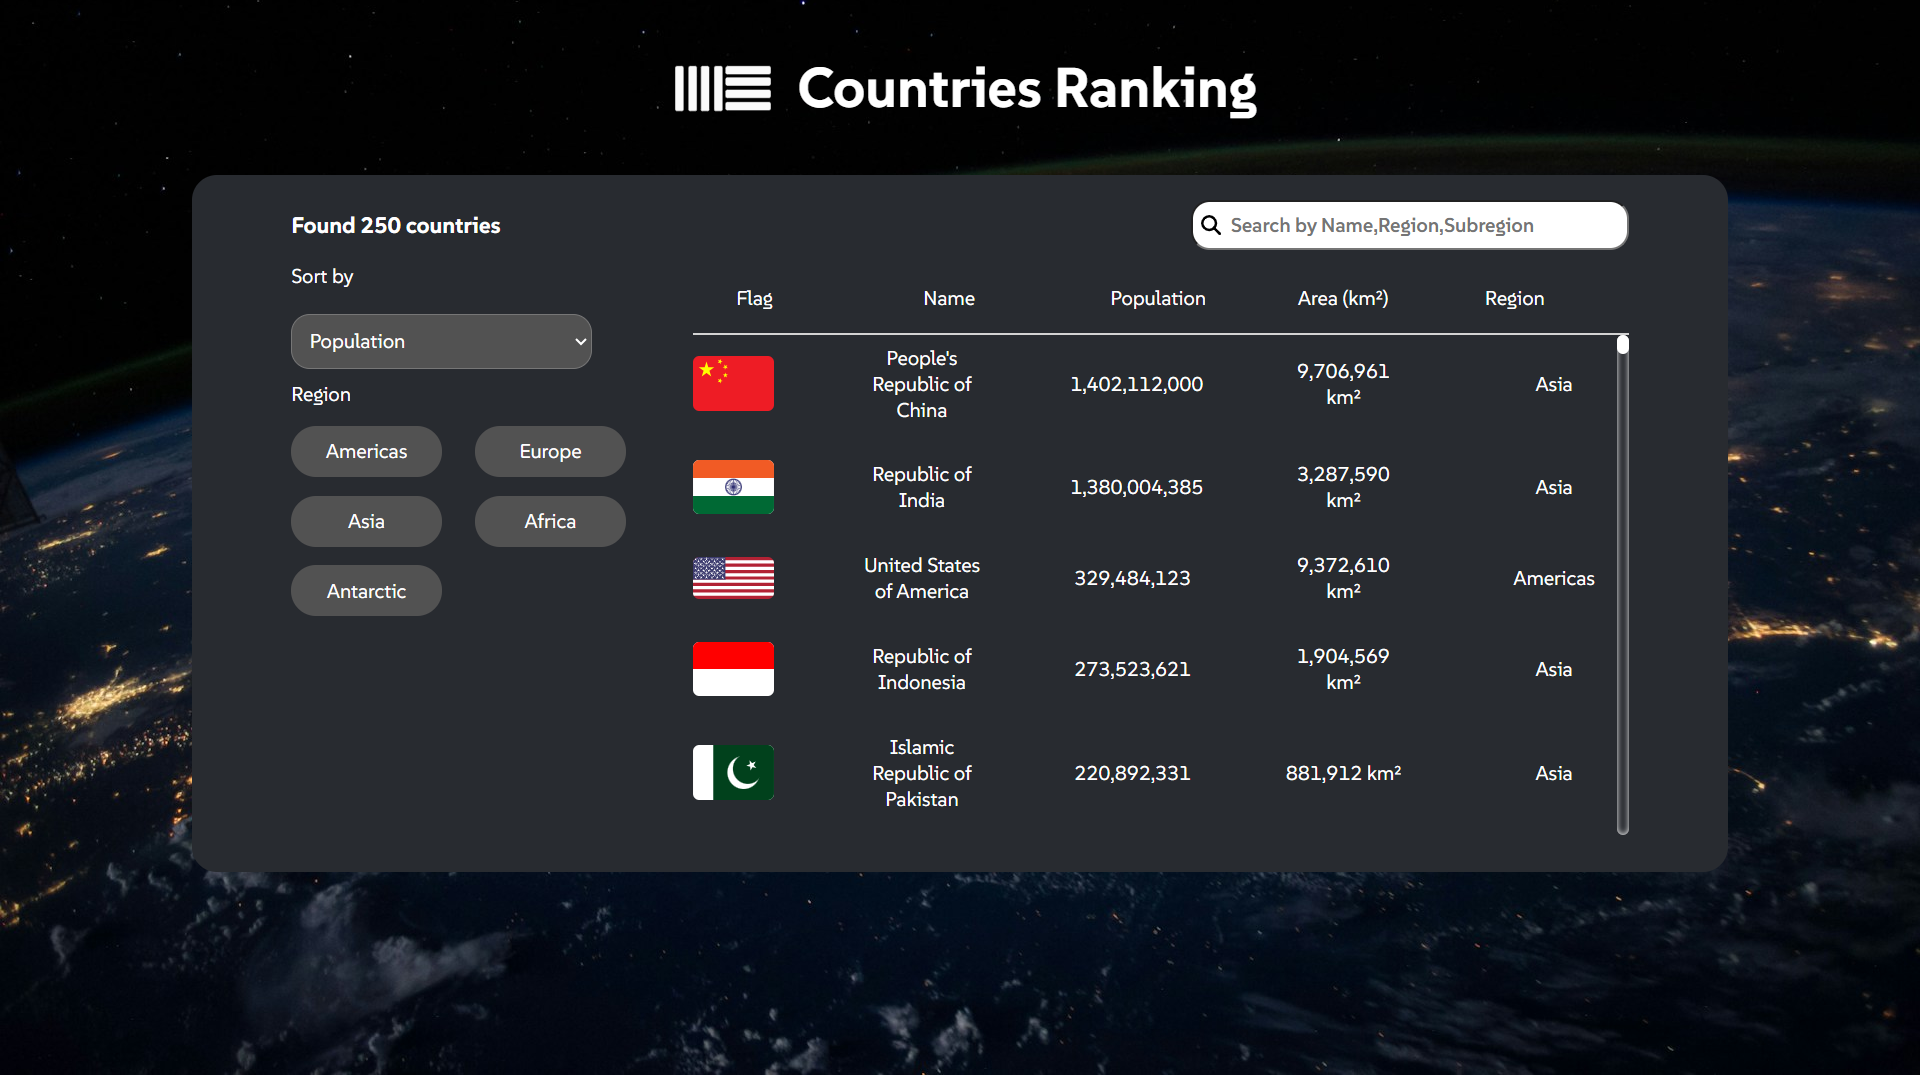 Countries Ranking
Found 250 countries
Search by Name,Region,Subregion
Sort by
Population
Region
Americas
Europe
Asia
Africa
Antarctic
Flag Name Population Area (km²) Region
People's
Republic of
China
1,402,112,000
9,706,961
km²
Asia
Republic of
India
1,380,004,385
3,287,590
km²
Asia
United States
of America
329,484,123
9,372,610
km²
Americas
Republic of
Indonesia
273,523,621
1,904,569
km²
Asia
Islamic
Republic of
Pakistan
220,892,331
881,912 km²
Asia